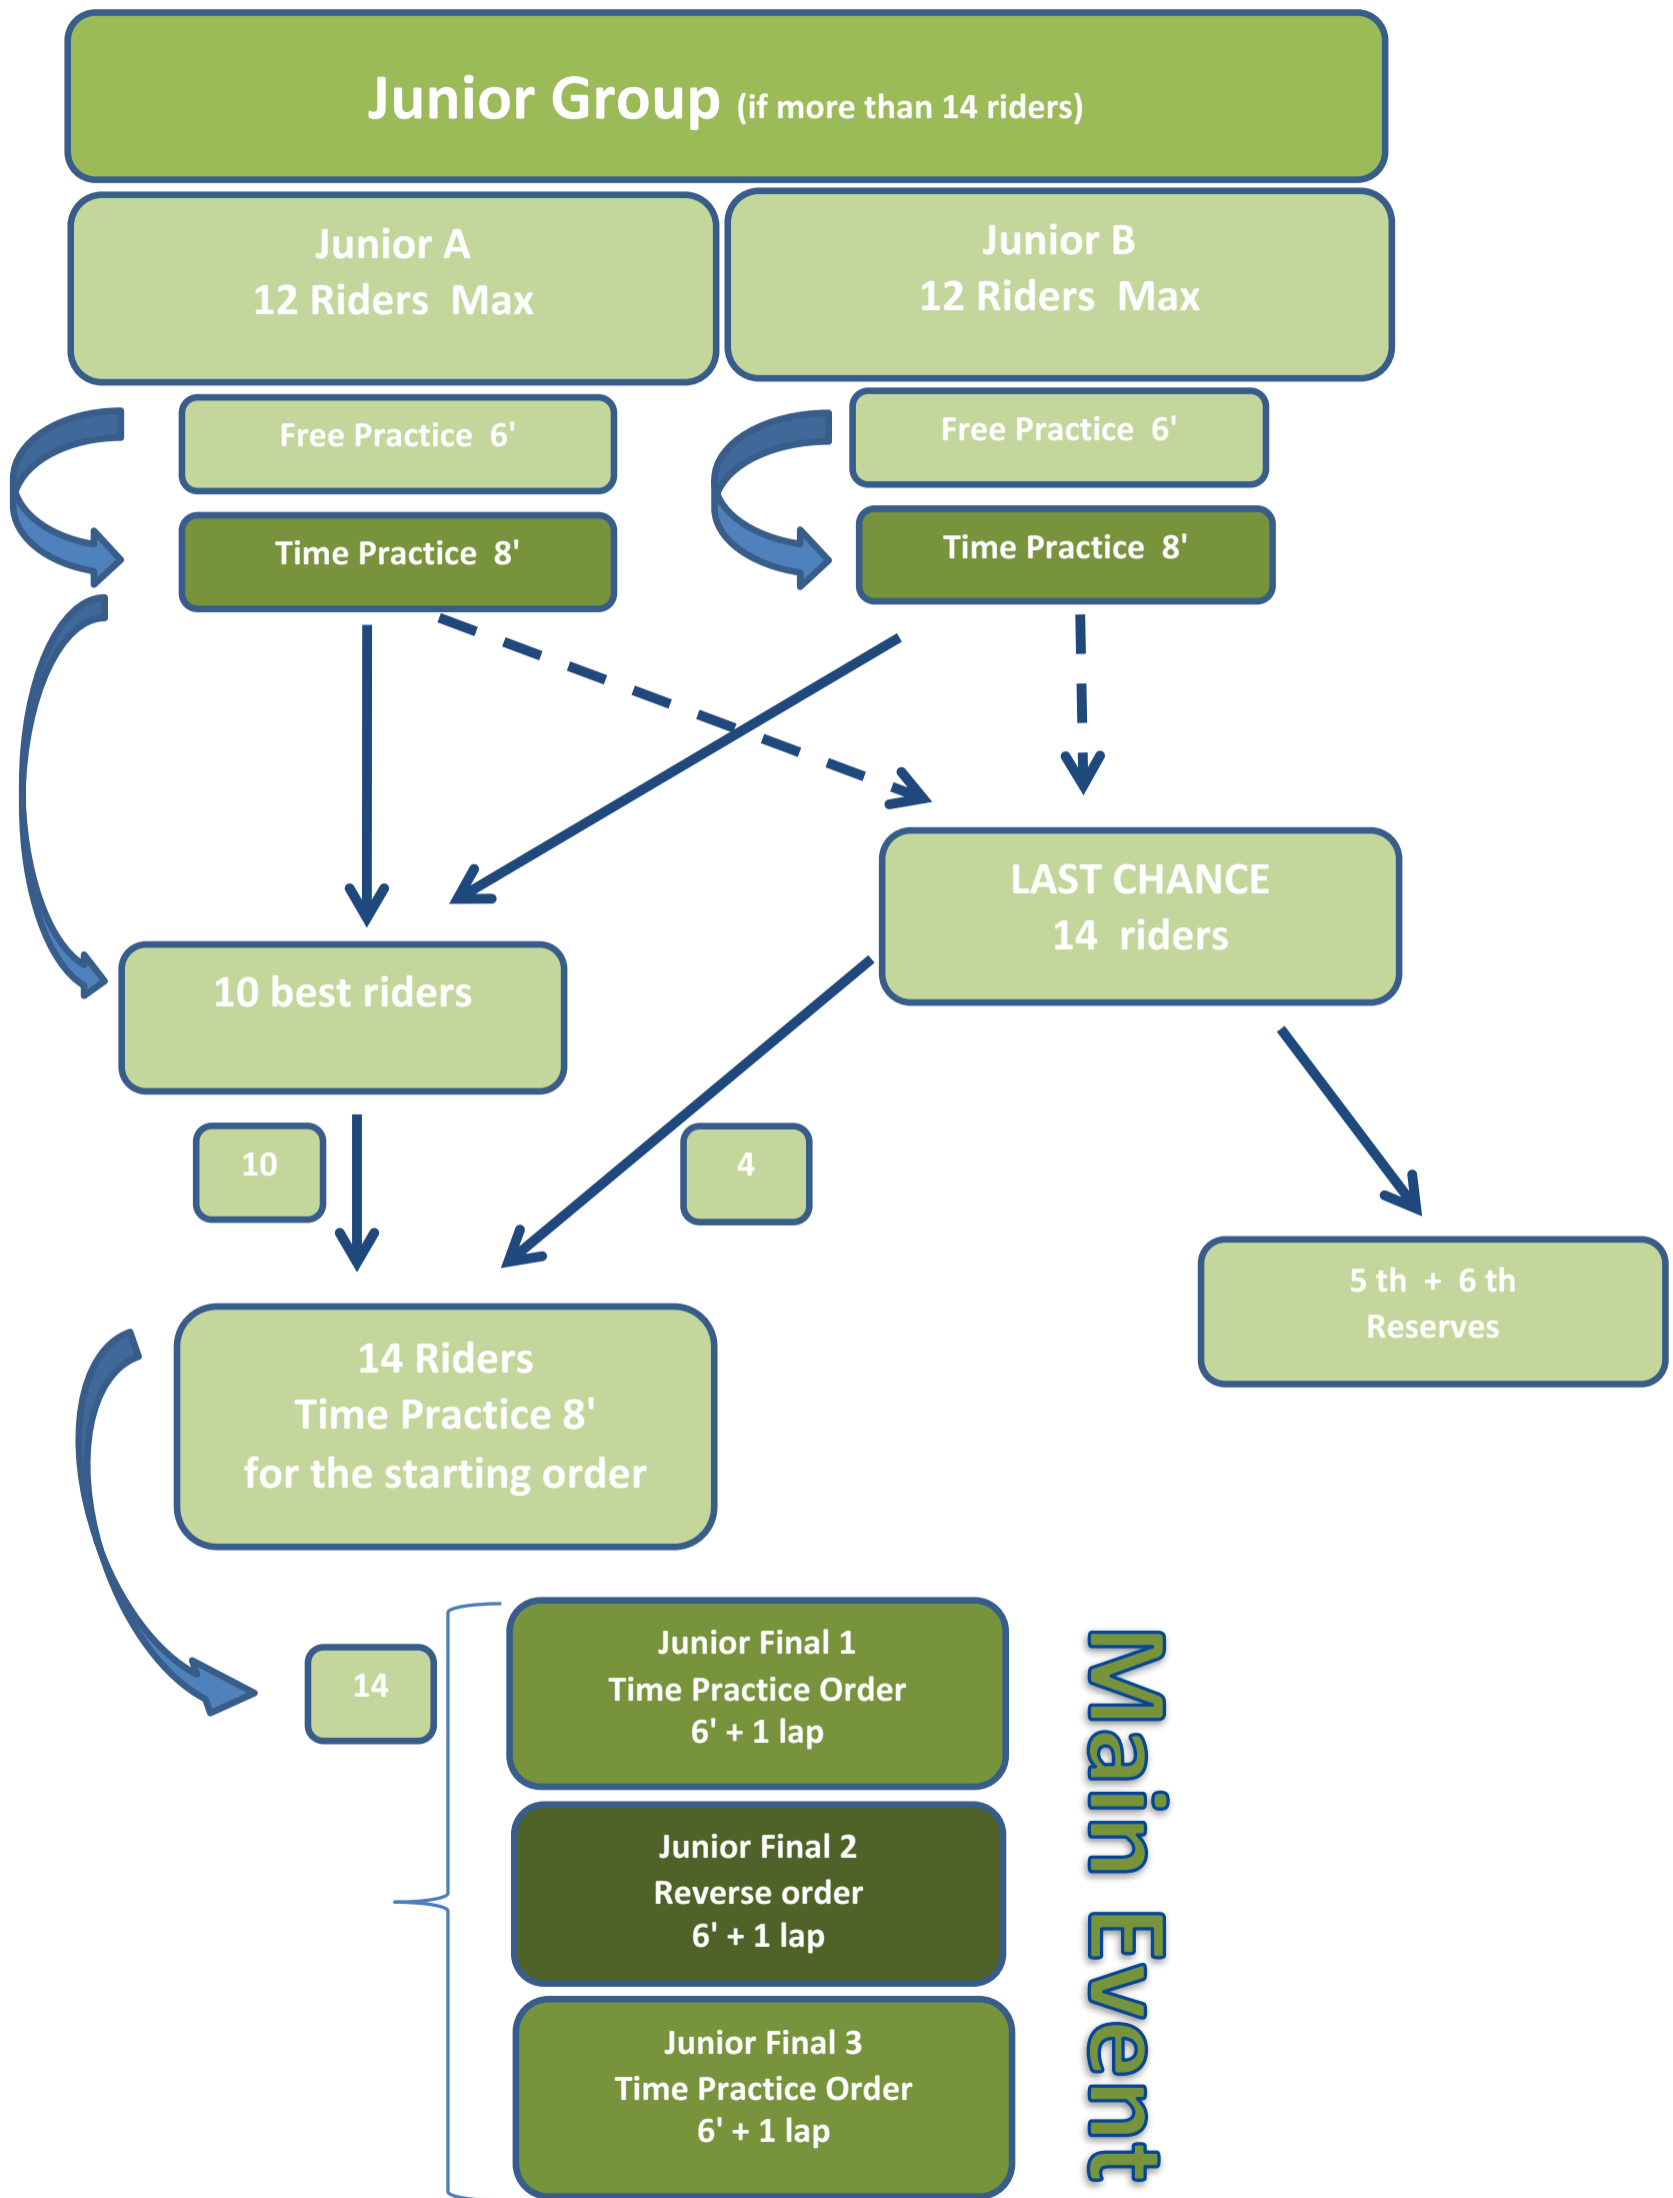 Junior Group (if more than 14 riders)
Junior A
12 Riders  Max
Junior B
12 Riders  Max
Free Practice  6'
Free Practice  6'
Time Practice  8'
Time Practice  8'
LAST CHANCE
14  riders
10 best riders
10
4
5 th  +  6 th
Reserves
14 Riders
Time Practice 8'
for the starting order
14
Junior Final 1
Time Practice Order
6' + 1 lap
Junior Final 2
Reverse order
6' + 1 lap
Junior Final 3
Time Practice Order
6' + 1 lap
Main Event